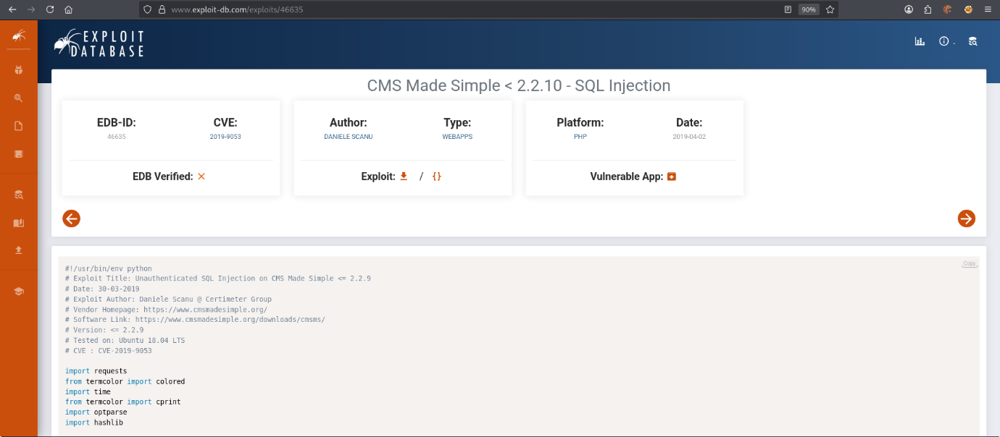 www.exploit-db.com/exploits/46635
90%
EXPLOIT
DATABASE
CMS Made Simple < 2.2.10 - SQL Injection
EDB-ID:
46635
CVE:
2019-9053
Author:
DANIELE SCANU
Type:
WEBAPPS
Platform:
PHP
Date:
2019-04-02
EDB Verified:
Exploit: / {}
Vulnerable App:
Copy
#!/usr/bin/env python
# Exploit Title: Unauthenticated SQL Injection on CMS Made Simple <= 2.2.9
# Date: 30-03-2019
# Exploit Author: Daniele Scanu @ Certimeter Group
# Vendor Homepage: https://www.cmsmadesimple.org/
# Software Link: https://www.cmsmadesimple.org/downloads/cmsms/
# Version: <= 2.2.9
# Tested on: Ubuntu 18.04 LTS
# CVE : CVE-2019-9053
import requests
from termcolor import colored
import time
from termcolor import cprint
import optparse
import hashlib